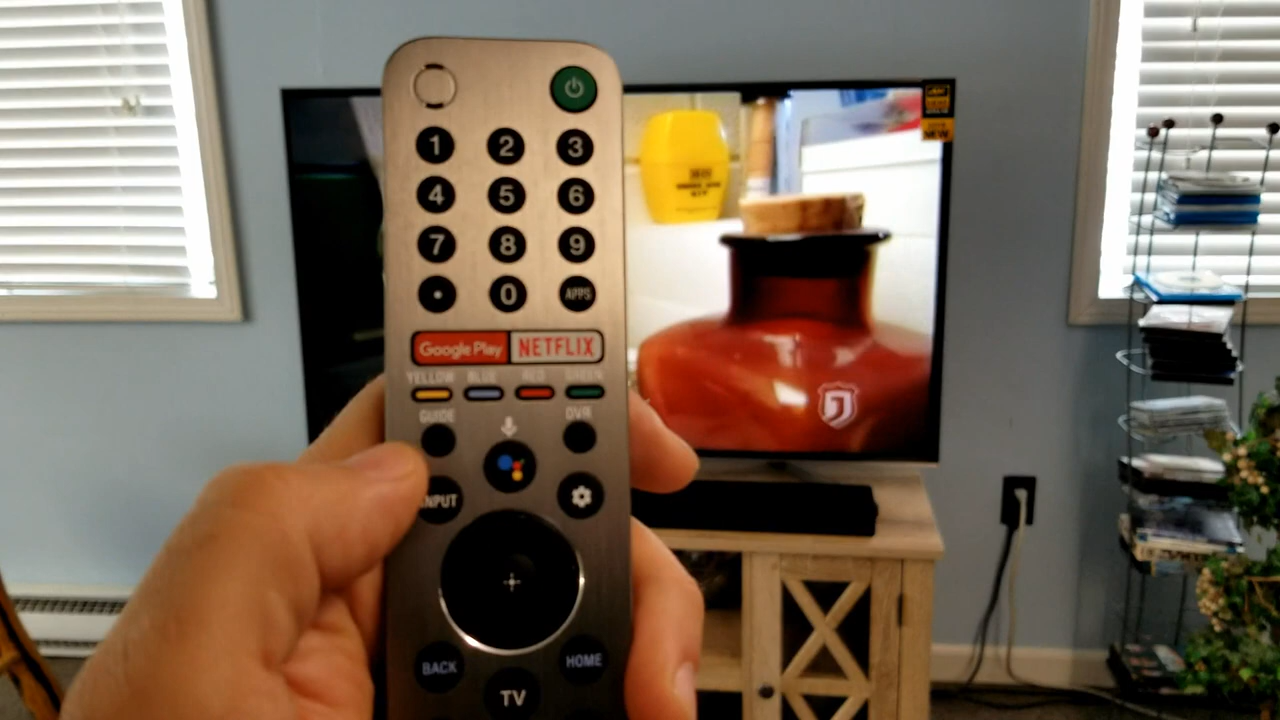 1 2 3
4 5 6
7 8 9
• 0 APPS
Google Play NETFLIX
YELLOW BLUE RED GREEN
GUIDE DVR
INPUT
BACK HOME
TV
NEW